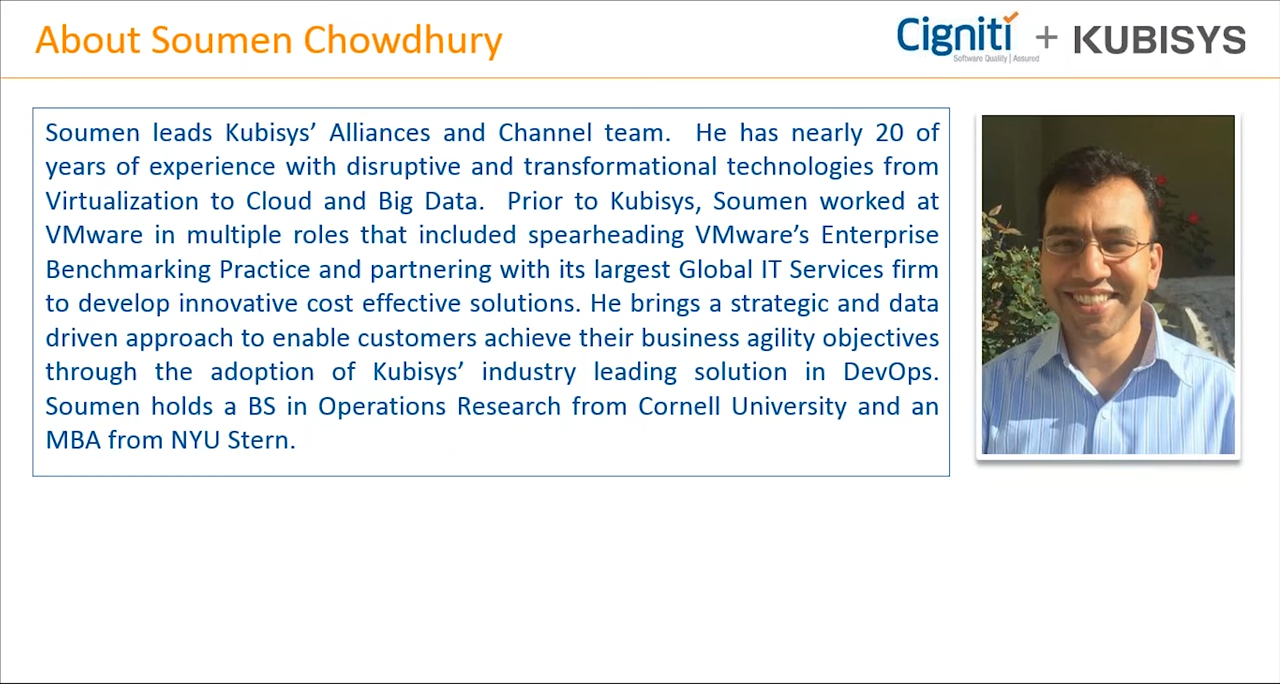 About Soumen Chowdhury
Cigniti + KUBISYS
Software Quality | Assured
Soumen leads Kubisys’ Alliances and Channel team. He has nearly 20 of
years of experience with disruptive and transformational technologies from
Virtualization to Cloud and Big Data. Prior to Kubisys, Soumen worked at
VMware in multiple roles that included spearheading VMware’s Enterprise
Benchmarking Practice and partnering with its largest Global IT Services firm
to develop innovative cost effective solutions. He brings a strategic and data
driven approach to enable customers achieve their business agility objectives
through the adoption of Kubisys’ industry leading solution in DevOps.
Soumen holds a BS in Operations Research from Cornell University and an
MBA from NYU Stern.